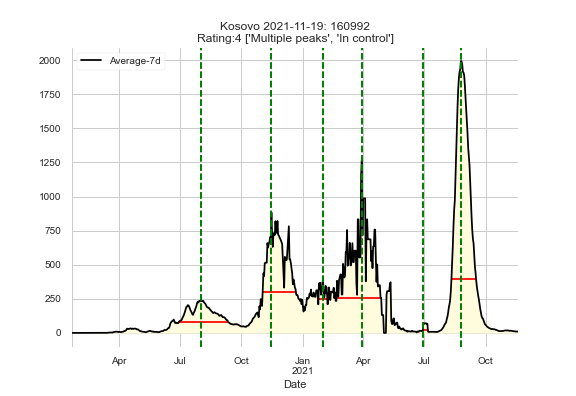 Kosovo 2021-11-19: 160992
Rating:4 ['Multiple peaks', 'In control']
Average-7d
2000
1750
1500
1250
1000
750
500
250
0
Apr Jul Oct Jan Apr Jul Oct
2021
Date